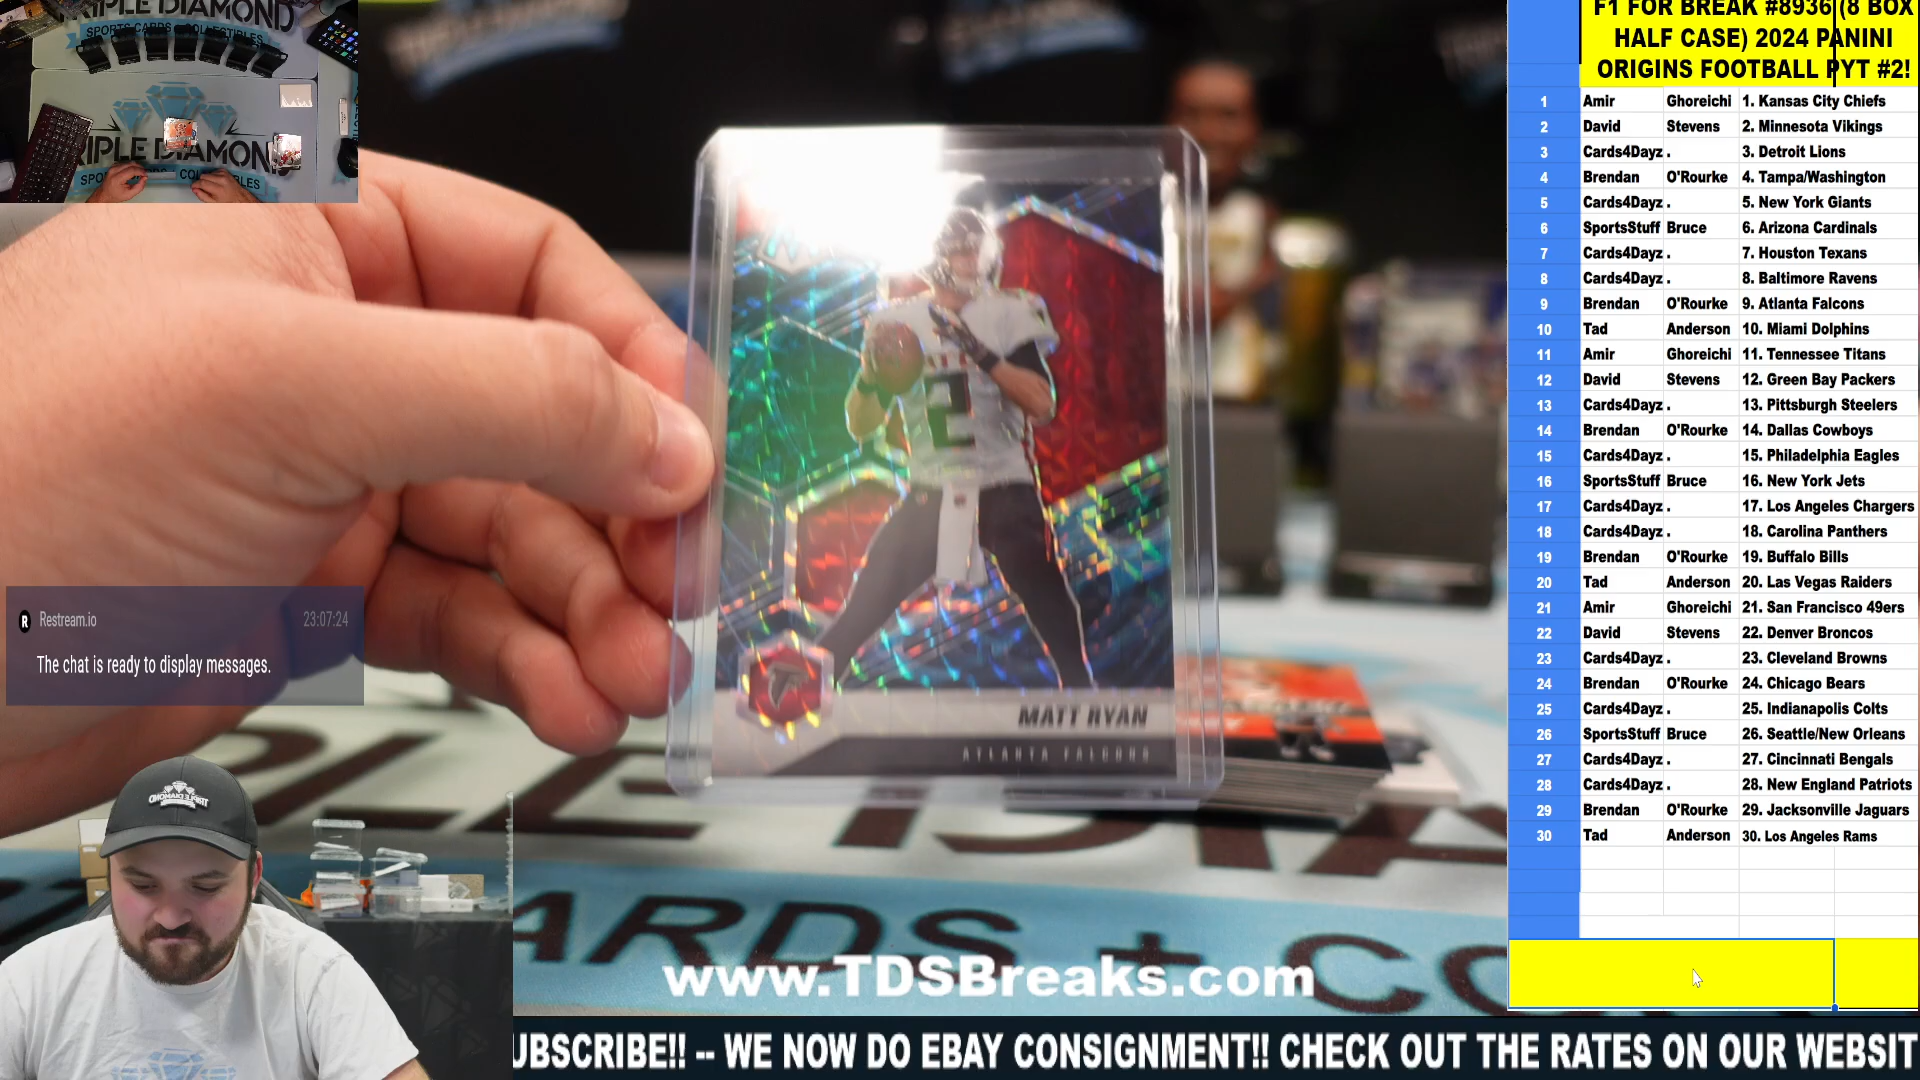 TRIPLE DIAMOND
SPORTS CARDS + COLLECTIBLES
F1 FOR BREAK #8936 (8 BOX
HALF CASE) 2024 PANINI
ORIGINS FOOTBALL PYT #2!
1 Amir Ghoreichi 1. Kansas City Chiefs
2 David Stevens 2. Minnesota Vikings
3 Cards4Dayz . 3. Detroit Lions
4 Brendan O'Rourke 4. Tampa/Washington
5 Cards4Dayz . 5. New York Giants
6 SportsStuff Bruce 6. Arizona Cardinals
7 Cards4Dayz . 7. Houston Texans
8 Cards4Dayz . 8. Baltimore Ravens
9 Brendan O'Rourke 9. Atlanta Falcons
10 Tad Anderson 10. Miami Dolphins
11 Amir Ghoreichi 11. Tennessee Titans
12 David Stevens 12. Green Bay Packers
13 Cards4Dayz . 13. Pittsburgh Steelers
14 Brendan O'Rourke 14. Dallas Cowboys
15 Cards4Dayz . 15. Philadelphia Eagles
16 SportsStuff Bruce 16. New York Jets
17 Cards4Dayz . 17. Los Angeles Chargers
18 Cards4Dayz . 18. Carolina Panthers
19 Brendan O'Rourke 19. Buffalo Bills
20 Tad Anderson 20. Las Vegas Raiders
21 Amir Ghoreichi 21. San Francisco 49ers
22 David Stevens 22. Denver Broncos
23 Cards4Dayz . 23. Cleveland Browns
24 Brendan O'Rourke 24. Chicago Bears
25 Cards4Dayz . 25. Indianapolis Colts
26 SportsStuff Bruce 26. Seattle/New Orleans
27 Cards4Dayz . 27. Cincinnati Bengals
28 Cards4Dayz . 28. New England Patriots
29 Brendan O'Rourke 29. Jacksonville Jaguars
30 Tad Anderson 30. Los Angeles Rams
2
MATT RYAN
ATLANTA FALCONS
Restream.io 23:07:24
The chat is ready to display messages.
ARDS + CO
www.TDSBreaks.com
UBSCRIBE!! -- WE NOW DO EBAY CONSIGNMENT!! CHECK OUT THE RATES ON OUR WEBSIT